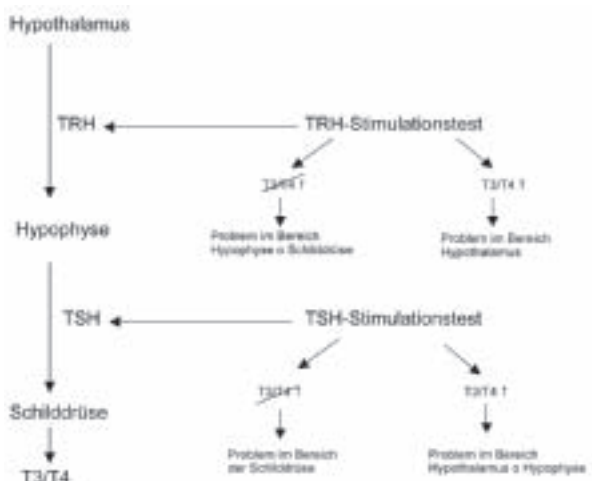 Hypothalamus
TRH
TRH-Stimulationstest
T3/T4 ↑
T3/T4 ↑
Hypophyse
Problem im Bereich
Hypophyse o Schilddrüse
Problem im Bereich
Hypothalamus
TSH
TSH-Stimulationstest
T3/T4 ↑
T3/T4 ↑
Schilddrüse
Problem im Bereich
der Schilddrüse
Problem im Bereich
Hypothalamus o Hypophyse
T3/T4